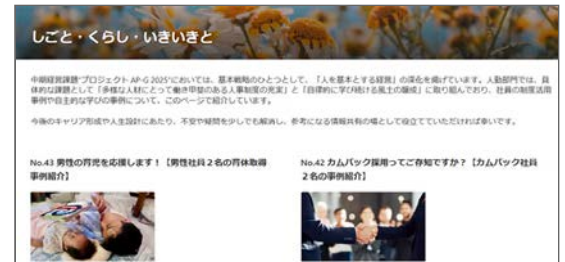 しごと・くらし・いきいきと
中期経営課題“プロジェクト AP-G 2025”においては、基本戦略のひとつとして、「人を基本とする経営」の深化を掲げています。人勤部門では、具
体的な課題として「多様な人材にとって働き甲斐のある人事制度の充実」と「自律的に学び続ける風土の醸成」に取り組んでおり、社員の制度活用
事例や自主的な学びの事例について、このページで紹介しています。
今後のキャリア形成や人生設計にあたり、不安や疑問を少しでも解消し、参考になる情報共有の場として役立てていただければ幸いです。
No.43 男性の育児を応援します！【男性社員２名の育休取得
事例紹介】
No.42 カムバック採用ってご存知ですか？【カムバック社員
２名の事例紹介】